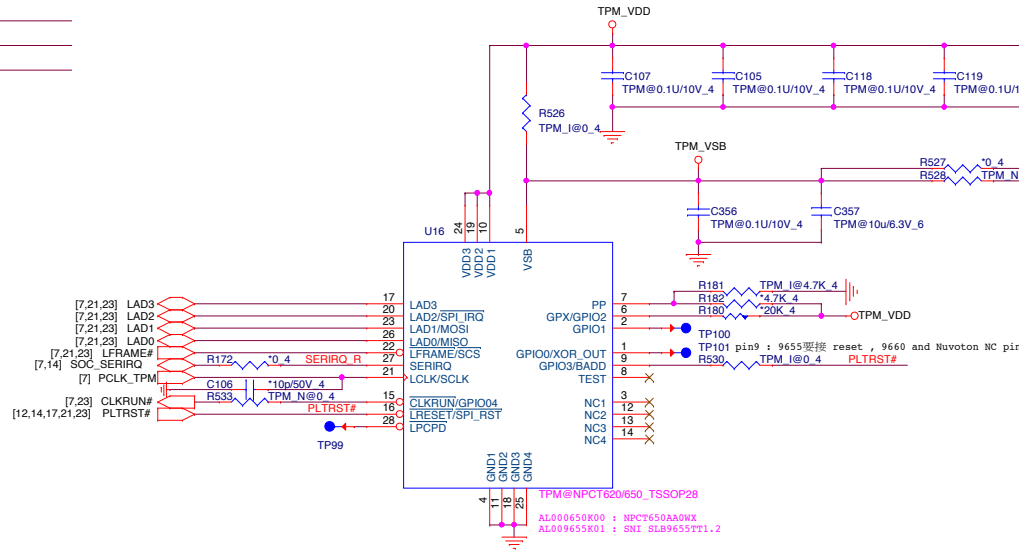 TPM_VDD
C107
TPM@0.1U/10V_4
C105
TPM@0.1U/10V_4
C118
TPM@0.1U/10V_4
C119
TPM@0.1U/1
R526
TPM_I@0_4
TPM_VSB
R527 *0_4
R528 TPM_N
C356
TPM@0.1U/10V_4
C357
TPM@10u/6.3V_6
U16
24
19
10
5
VDD3
VDD2
VDD1
VSB
[7,21,23] LAD3 17 LAD3
[7,21,23] LAD2 20 LAD2/SPI_IRQ
[7,21,23] LAD1 23 LAD1/MOSI
[7,21,23] LAD0 26 LAD0/MISO
[7,21,23] LFRAME# 22 LFRAME/SCS
[7,14] SOC_SERIRQ R172 *0_4 SERIRQ_R 27 SERIRQ
[7] PCLK_TPM 21 LCLK/SCLK
C106 *10p/50V_4
[7,23] CLKRUN# R533 TPM_N@0_4 15 CLKRUN/GPIO04
[12,14,17,21,23] PLTRST# PLTRST# 16 LRESET/SPI_RST
28 LPCPD
TP99
PP 7 R181 TPM_I@4.7K_4
R182 *4.7K_4
GPX/GPIO2 6 R180 *20K_4 TPM_VDD
GPIO1 2 TP100
GPIO0/XOR_OUT 1 TP101 pin9 : 9655要接 reset , 9660 and Nuvoton NC pin
GPIO3/BADD 9 R530 TPM_I@0_4 PLTRST#
TEST 8
NC1 3
NC2 12
NC3 13
NC4 14
GND1
GND2
GND3
GND4
4
11
18
25
TPM@NPCT620/650_TSSOP28
AL000650K00 : NPCT650AA0WX
AL009655K01 : SNI SLB9655TT1.2